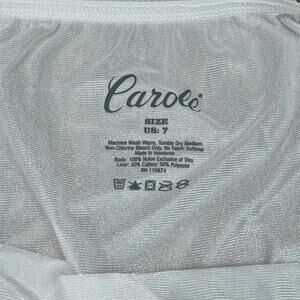 Carole
SIZE
US: 7
Machine Wash Warm, Tumble Dry Medium
Non-Chlorine Bleach Only, No Fabric Softener
Made in Honduras
Body: 100% Nylon Exclusive of Trim
Liner: 50% Cotton/ 50% Polyester
RN 119874